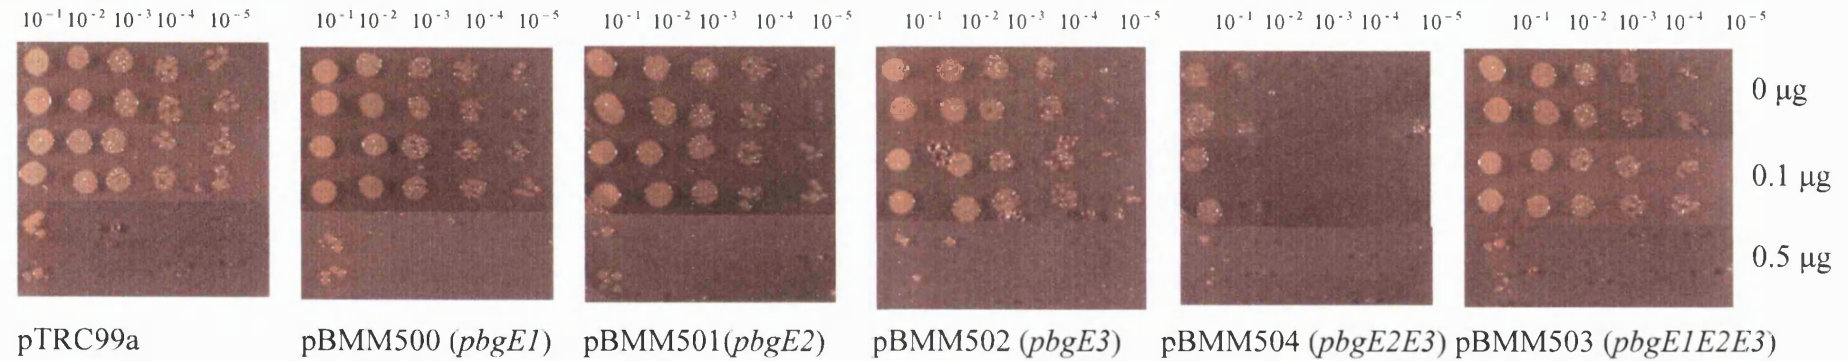 10⁻¹ 10⁻² 10⁻³ 10⁻⁴ 10⁻⁵ 10⁻¹ 10⁻² 10⁻³ 10⁻⁴ 10⁻⁵ 10⁻¹ 10⁻² 10⁻³ 10⁻⁴ 10⁻⁵ 10⁻¹ 10⁻² 10⁻³ 10⁻⁴ 10⁻⁵ 10⁻¹ 10⁻² 10⁻³ 10⁻⁴ 10⁻⁵ 10⁻¹ 10⁻² 10⁻³ 10⁻⁴ 10⁻⁵
0 µg
0.1 µg
0.5 µg
pTRC99a pBMM500 (pbgE1) pBMM501(pbgE2) pBMM502 (pbgE3) pBMM504 (pbgE2E3) pBMM503 (pbgE1E2E3)